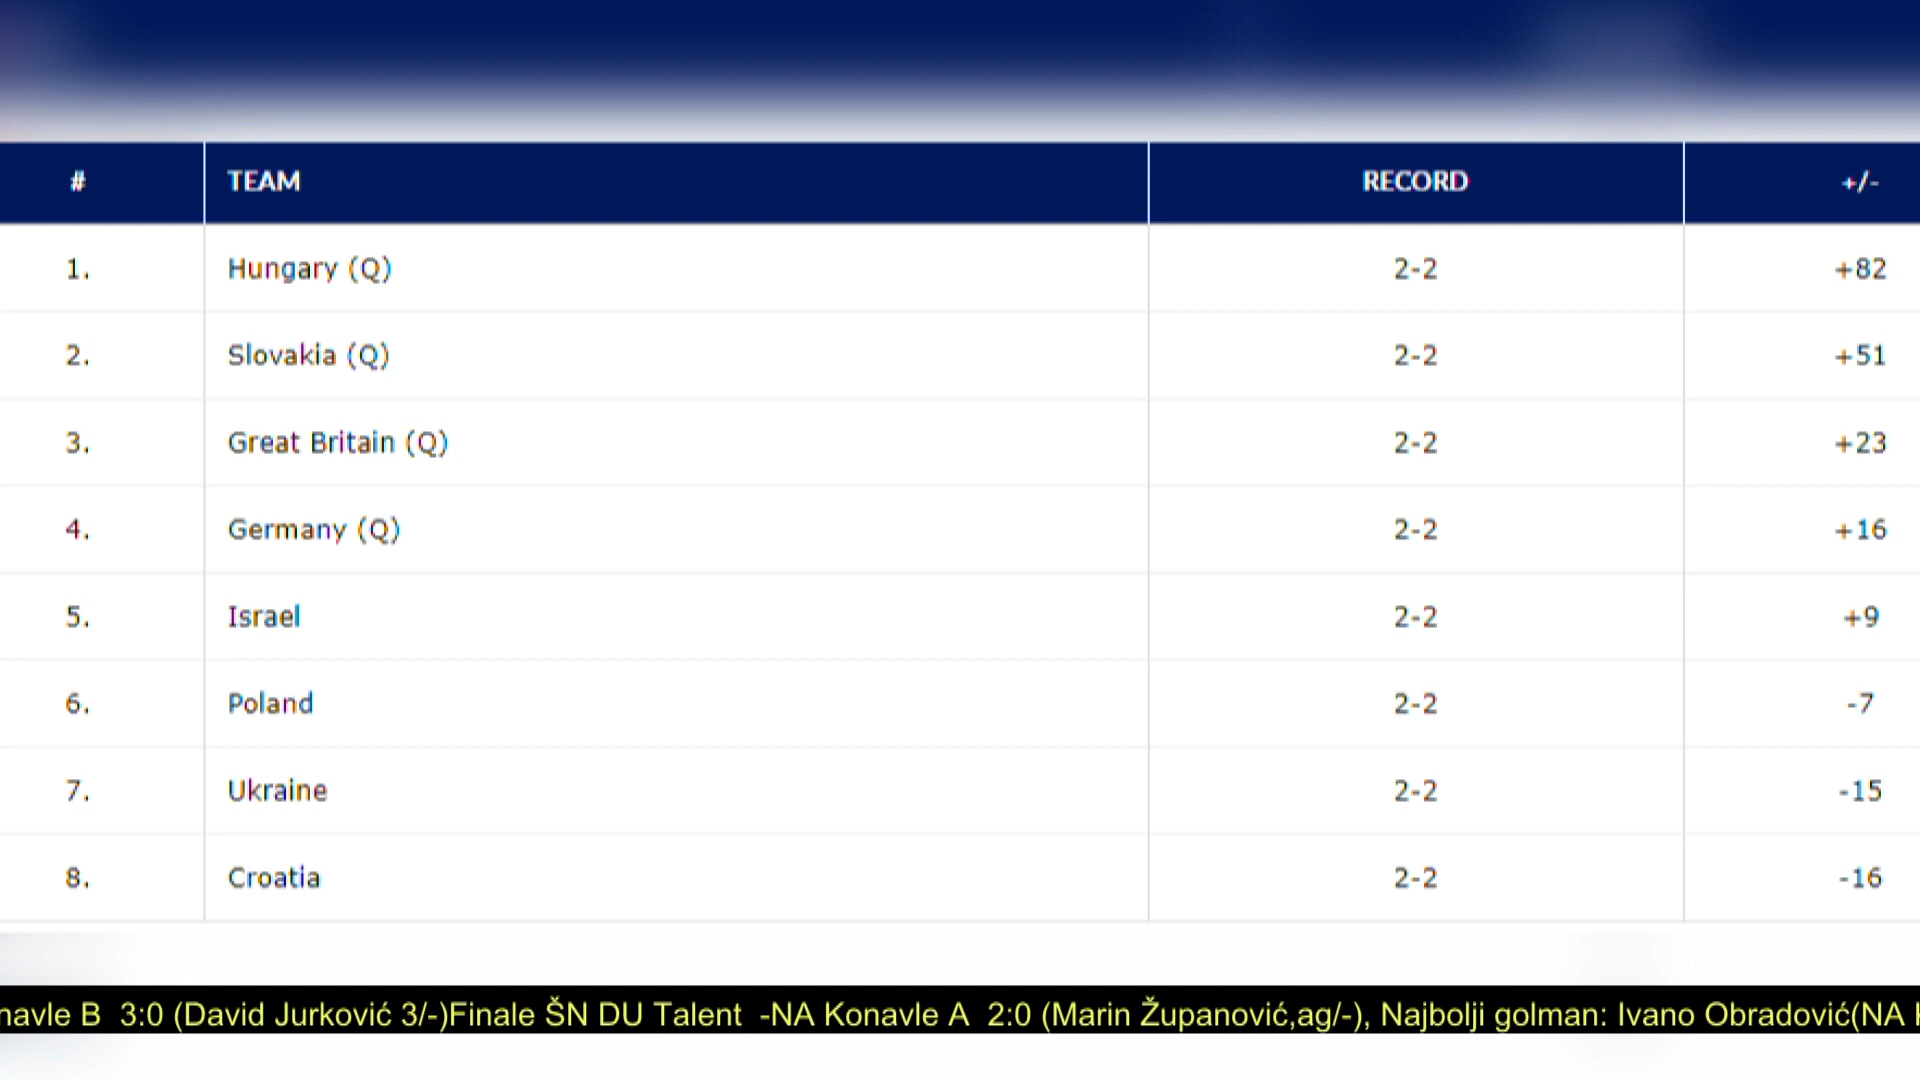 # TEAM RECORD +/-
1. Hungary (Q) 2-2 +82
2. Slovakia (Q) 2-2 +51
3. Great Britain (Q) 2-2 +23
4. Germany (Q) 2-2 +16
5. Israel 2-2 +9
6. Poland 2-2 -7
7. Ukraine 2-2 -15
8. Croatia 2-2 -16
navle B 3:0 (David Jurković 3/-)Finale ŠN DU Talent -NA Konavle A 2:0 (Marin Županović,ag/-), Najbolji golman: Ivano Obradović(NA